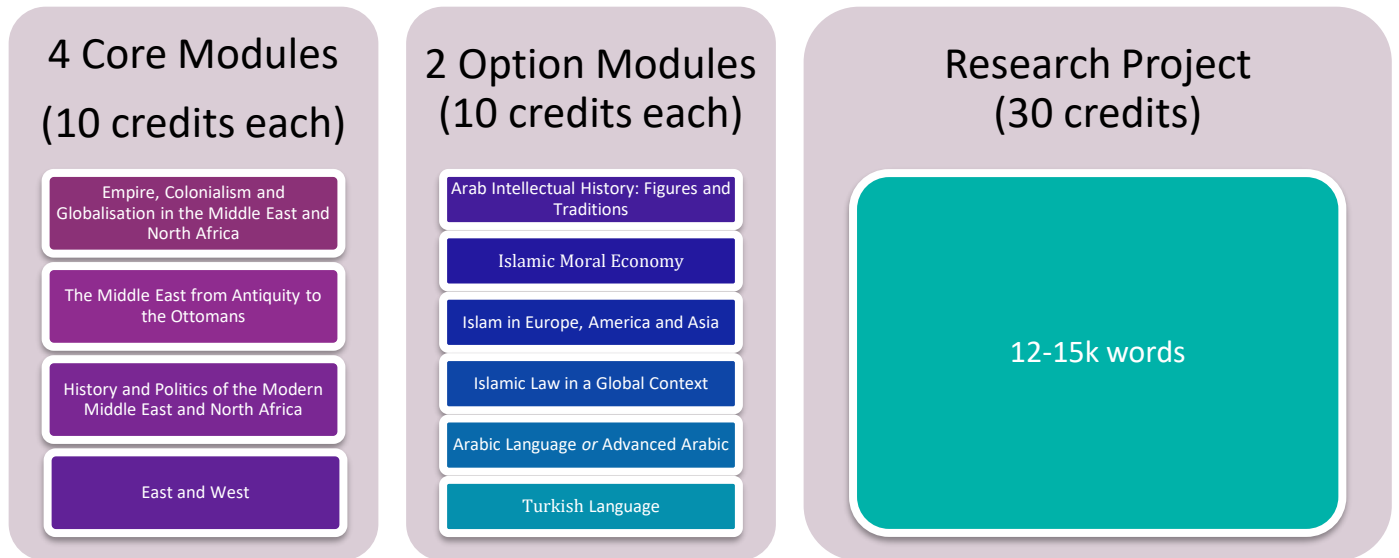 4 Core Modules
(10 credits each)
Empire, Colonialism and
Globalisation in the Middle East and
North Africa
The Middle East from Antiquity to
the Ottomans
History and Politics of the Modern
Middle East and North Africa
East and West
2 Option Modules
(10 credits each)
Arab Intellectual History: Figures and
Traditions
Islamic Moral Economy
Islam in Europe, America and Asia
Islamic Law in a Global Context
Arabic Language or Advanced Arabic
Turkish Language
Research Project
(30 credits)
12-15k words